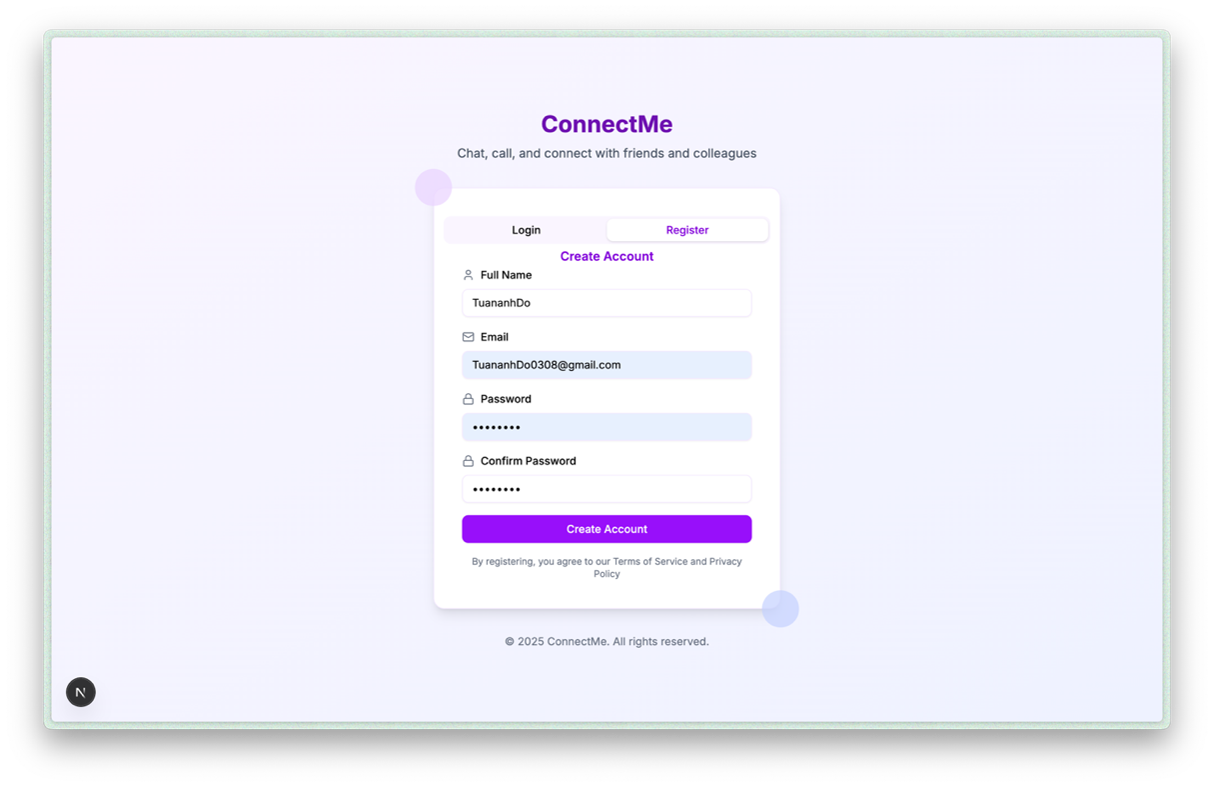 ConnectMe
Chat, call, and connect with friends and colleagues
Login
Register
Create Account
Full Name
TuananhDo
Email
TuananhDo0308@gmail.com
Password
••••••••
Confirm Password
••••••••
Create Account
By registering, you agree to our Terms of Service and Privacy
Policy
© 2025 ConnectMe. All rights reserved.
N